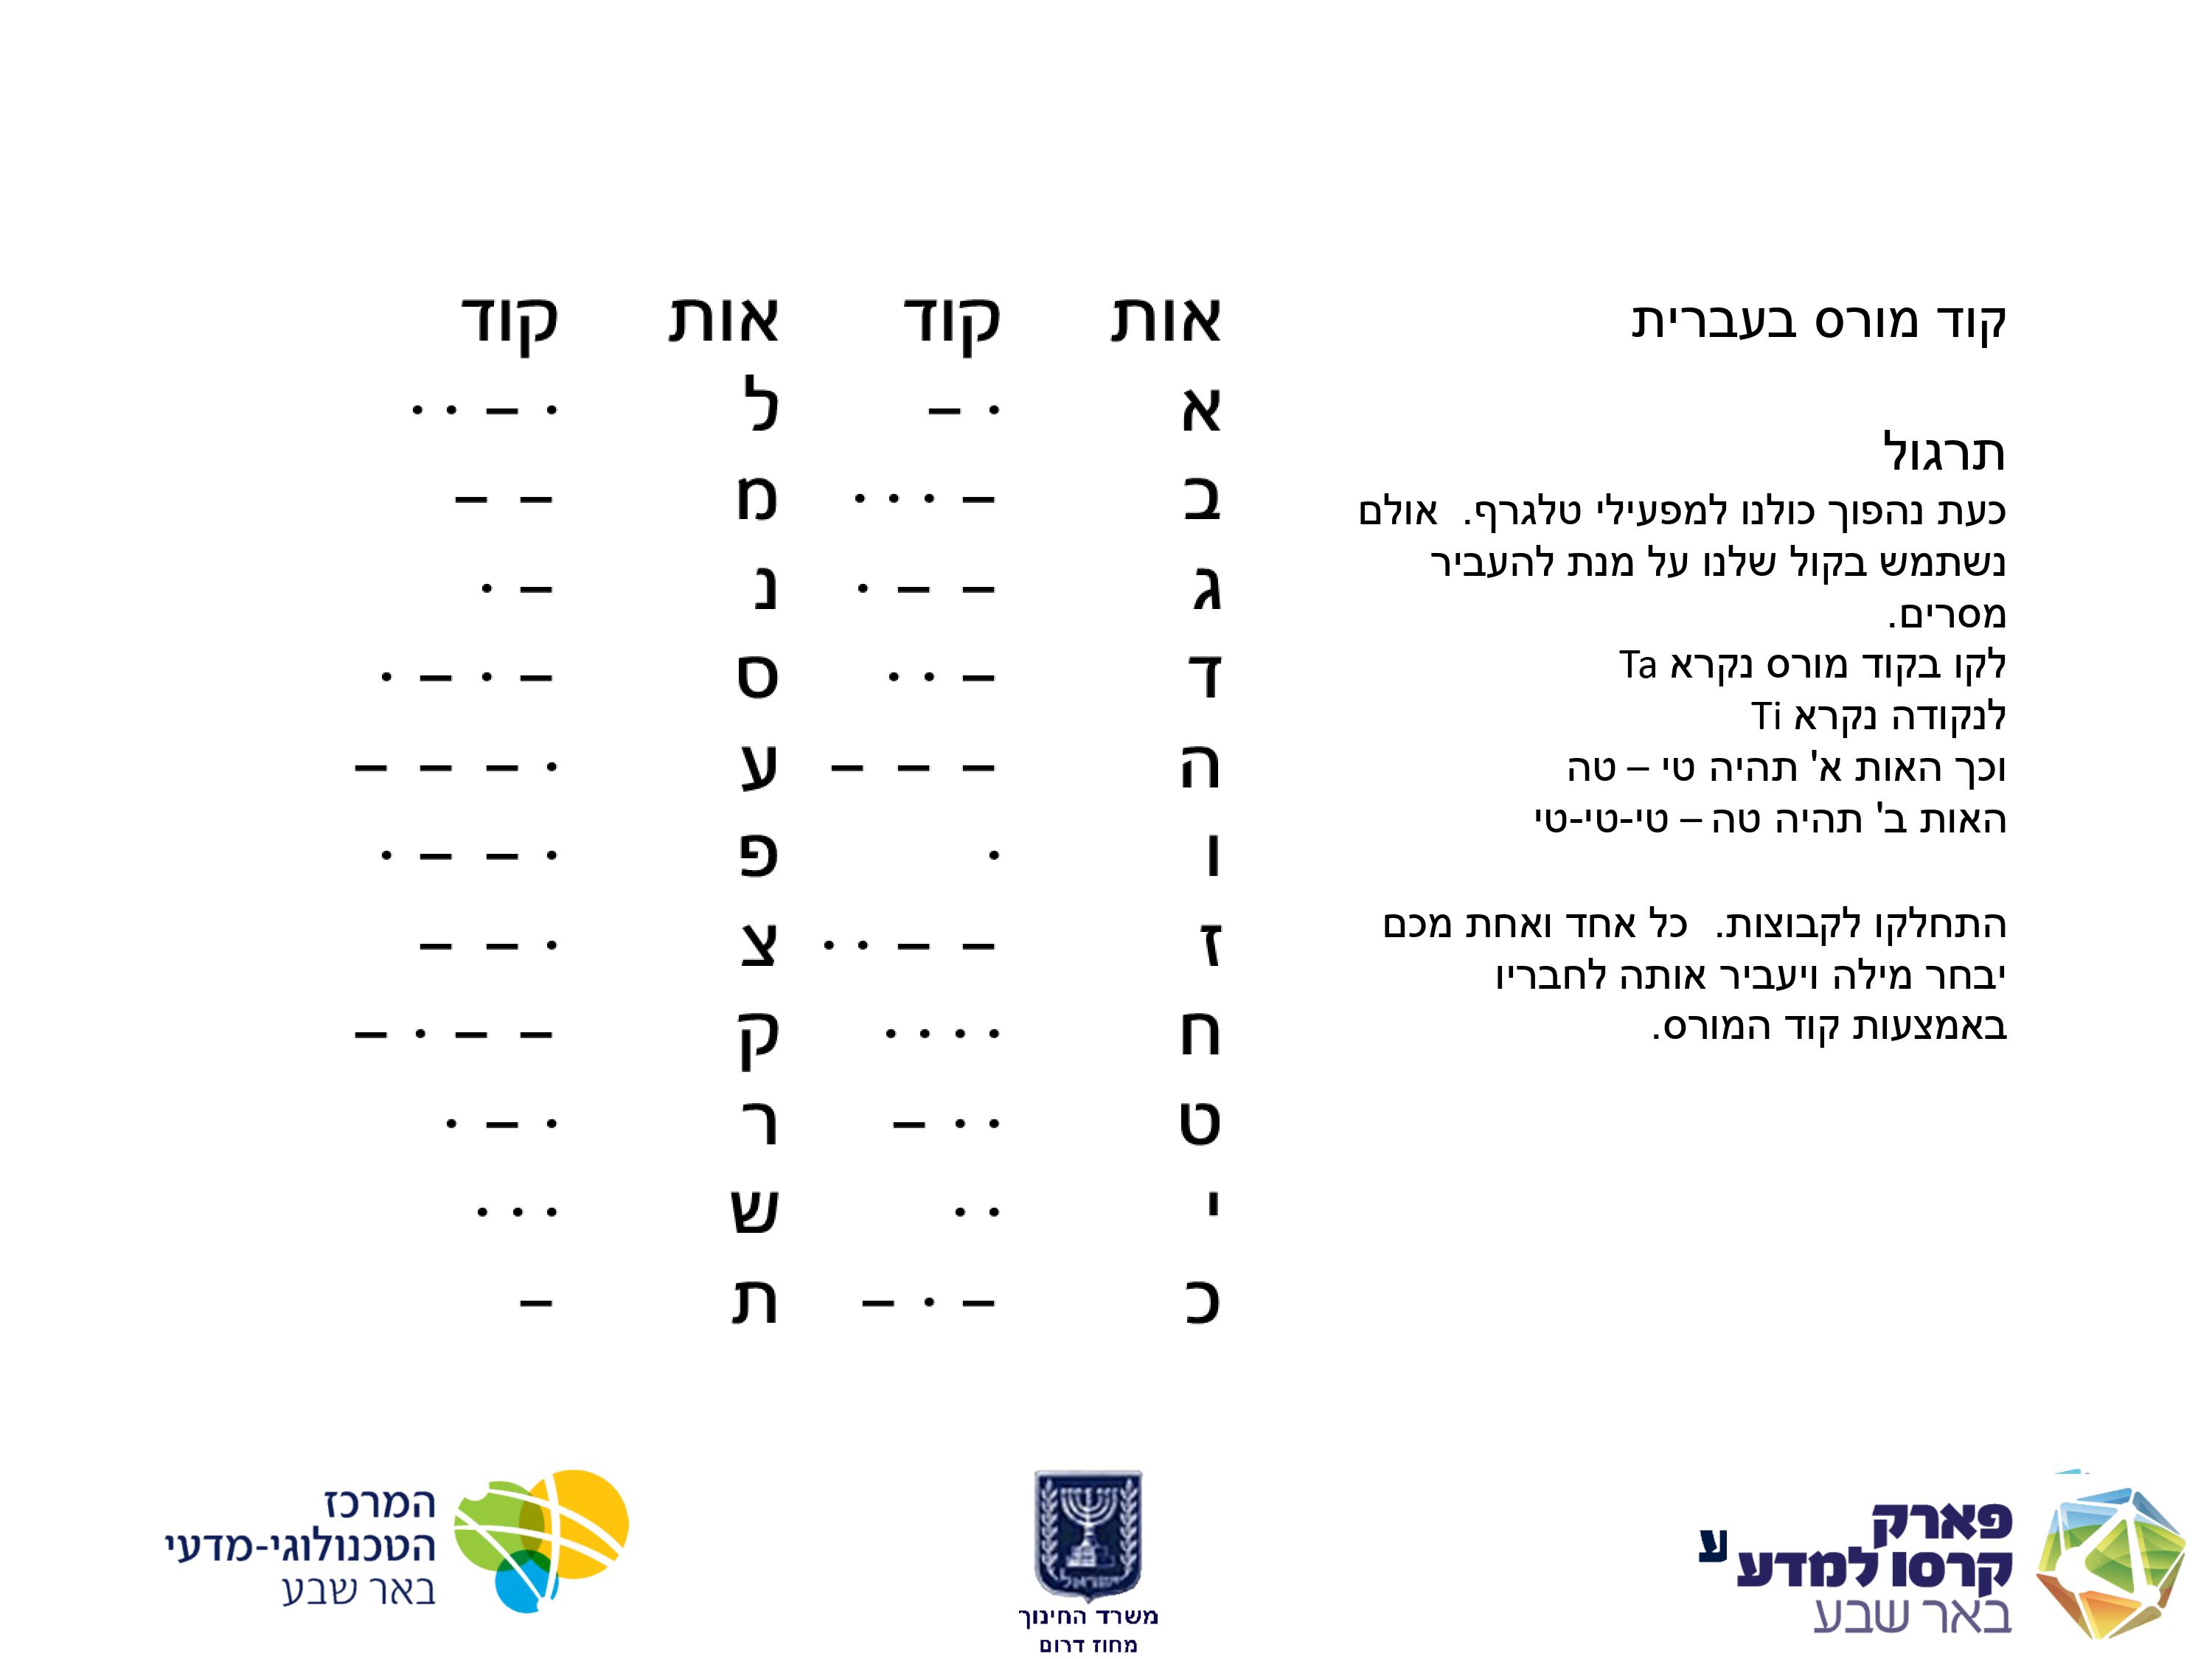 קוד מורס בעברית
תרגול
כעת נהפוך כולנו למפעילי טלגרף.  אולם
נשתמש בקול שלנו על מנת להעביר
מסרים.
לקו בקוד מורס נקרא Ta
לנקודה נקרא Ti
וכך האות א' תהיה טי – טה
האות ב' תהיה טה – טי-טי-טי
התחלקו לקבוצות.  כל אחד ואחת מכם
יבחר מילה ויעביר אותה לחבריו
באמצעות קוד המורס.
אות קוד אות קוד
א · – ל · – · ·
ב – · · · מ – –
ג – – · נ – ·
ד – · · ס – · – ·
ה – – – ע · – – –
ו · פ · – – ·
ז – – · · צ · – –
ח · · · · ק – – · –
ט · · – ר · – ·
י · · ש · · ·
כ – · – ת –
פארק
קרסו למדע
ע
באר שבע
ישראל
משרד החינוך
מחוז דרום
המרכז
הטכנולוגי-מדעי
באר שבע